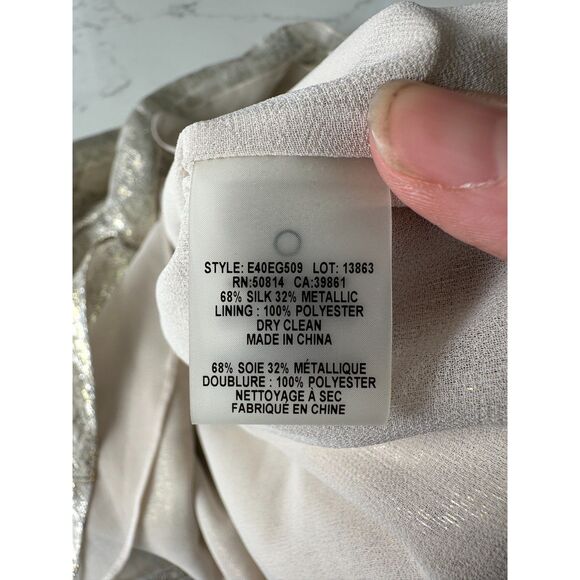 STYLE: E40EG509 LOT: 13863
RN:50814 CA:39861
68% SILK 32% METALLIC
LINING : 100% POLYESTER
DRY CLEAN
MADE IN CHINA
68% SOIE 32% MÉTALLIQUE
DOUBLURE : 100% POLYESTER
NETTOYAGE À SEC
FABRIQUÉ EN CHINE